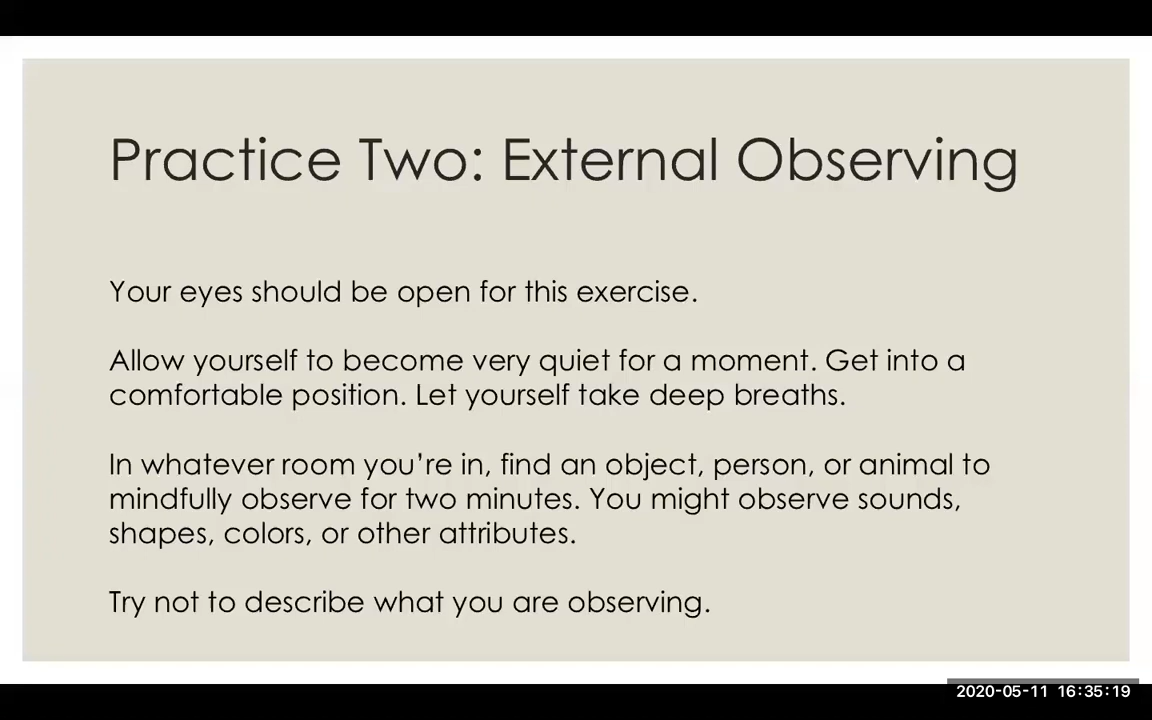 Practice Two: External Observing
Your eyes should be open for this exercise.
Allow yourself to become very quiet for a moment. Get into a
comfortable position. Let yourself take deep breaths.
In whatever room you’re in, find an object, person, or animal to
mindfully observe for two minutes. You might observe sounds,
shapes, colors, or other attributes.
Try not to describe what you are observing.
2020-05-11 16:35:19